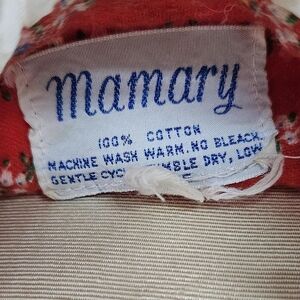 Mamary
100% COTTON
MACHINE WASH WARM. NO BLEACH.
GENTLE DRY, LOW